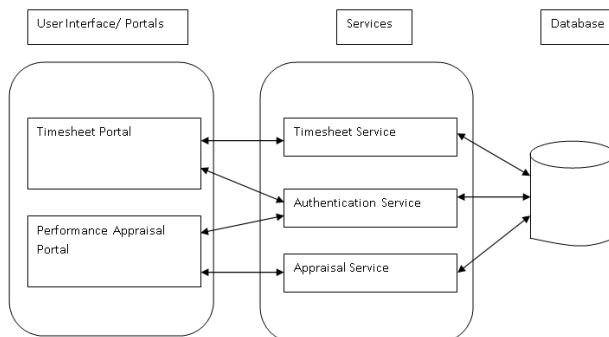 User Interface/ Portals
Services
Database
Timesheet Portal
Timesheet Service
Authentication Service
Performance Appraisal
Portal
Appraisal Service